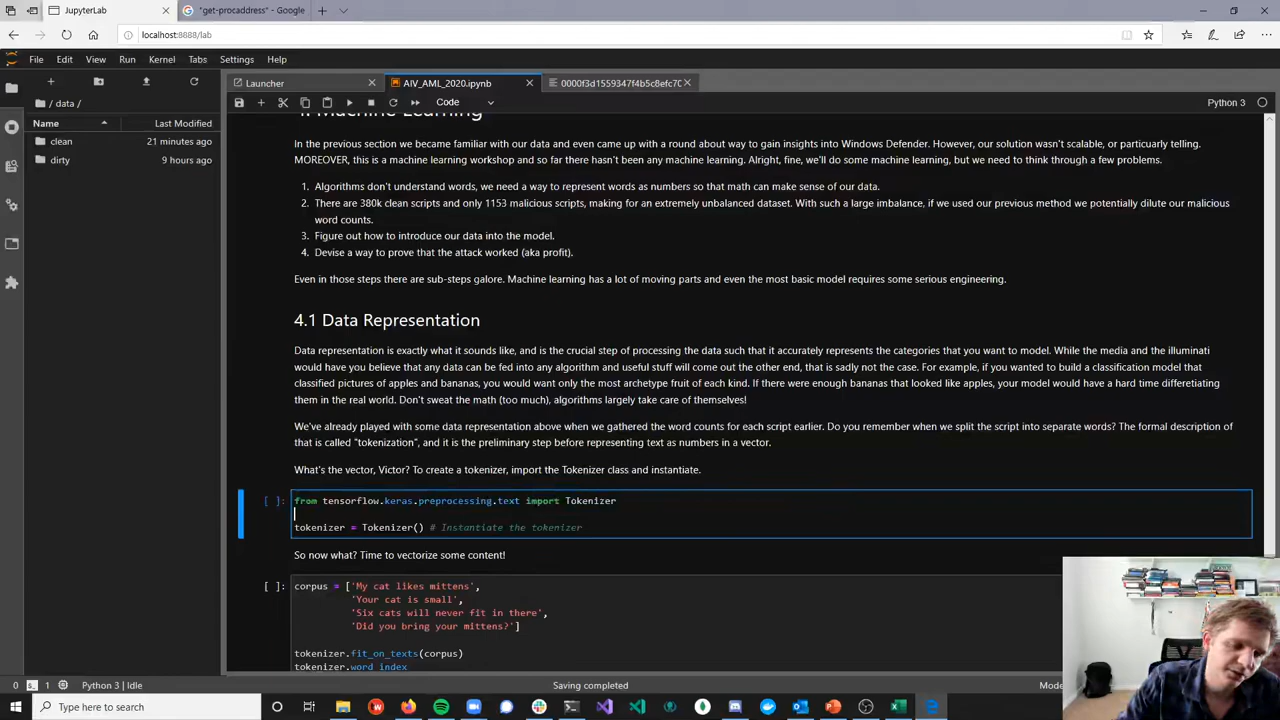 JupyterLab
"get-procaddress" - Google
localhost:8888/lab
File Edit View Run Kernel Tabs Settings Help
Launcher
AIV_AML_2020.ipynb
Code
Python 3
/ data /
Name Last Modified
clean 21 minutes ago
dirty 9 hours ago
4. Machine Learning
In the previous section we became familiar with our data and even came up with a round about way to gain insights into Windows Defender. However, our solution wasn't scalable, or particuarly telling.
MOREOVER, this is a machine learning workshop and so far there hasn't been any machine learning. Alright, fine, we'll do some machine learning, but we need to think through a few problems.
1. Algorithms don't understand words, we need a way to represent words as numbers so that math can make sense of our data.
2. There are 380k clean scripts and only 1153 malicious scripts, making for an extremely unbalanced dataset. With such a large imbalance, if we used our previous method we potentially dilute our malicious
word counts.
3. Figure out how to introduce our data into the model.
4. Devise a way to prove that the attack worked (aka profit).
Even in those steps there are sub-steps galore. Machine learning has a lot of moving parts and even the most basic model requires some serious engineering.
4.1 Data Representation
Data representation is exactly what it sounds like, and is the crucial step of processing the data such that it accurately represents the categories that you want to model. While the media and the illuminati
would have you believe that any data can be fed into any algorithm and useful stuff will come out the other end, that is sadly not the case. For example, if you wanted to build a classification model that
classified pictures of apples and bananas, you would want only the most archetype fruit of each kind. If there were enough bananas that looked like apples, your model would have a hard time differetiating
them in the real world. Don't sweat the math (too much), algorithms largely take care of themselves!
We've already played with some data representation above when we gathered the word counts for each script earlier. Do you remember when we split the script into separate words? The formal description of
that is called "tokenization", and it is the preliminary step before representing text as numbers in a vector.
What's the vector, Victor? To create a tokenizer, import the Tokenizer class and instantiate.
[ ]: from tensorflow.keras.preprocessing.text import Tokenizer
tokenizer = Tokenizer() # Instantiate the tokenizer
So now what? Time to vectorize some content!
[ ]: corpus = ['My cat likes mittens',
'Your cat is small',
'Six cats will never fit in there',
'Did you bring your mittens?']
tokenizer.fit_on_texts(corpus)
tokenizer.word_index
0 1 Python 3 | Idle
Saving completed
Type here to search